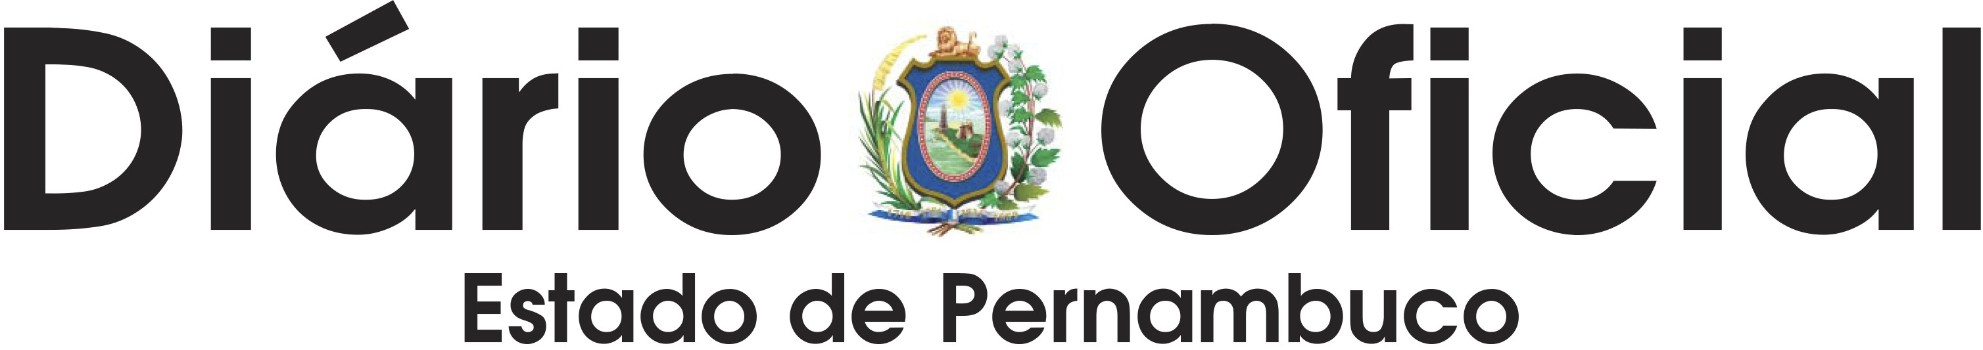 Diário Oficial
Estado de Pernambuco